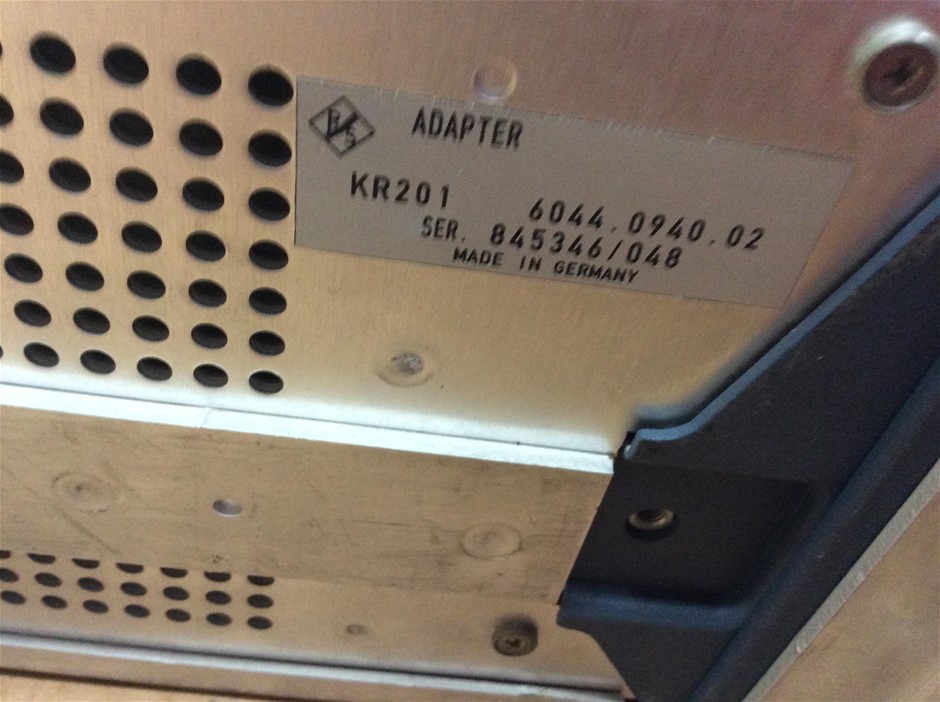 R/S
ADAPTER
KR201 6044.0940.02
SER. 845346/048
MADE IN GERMANY